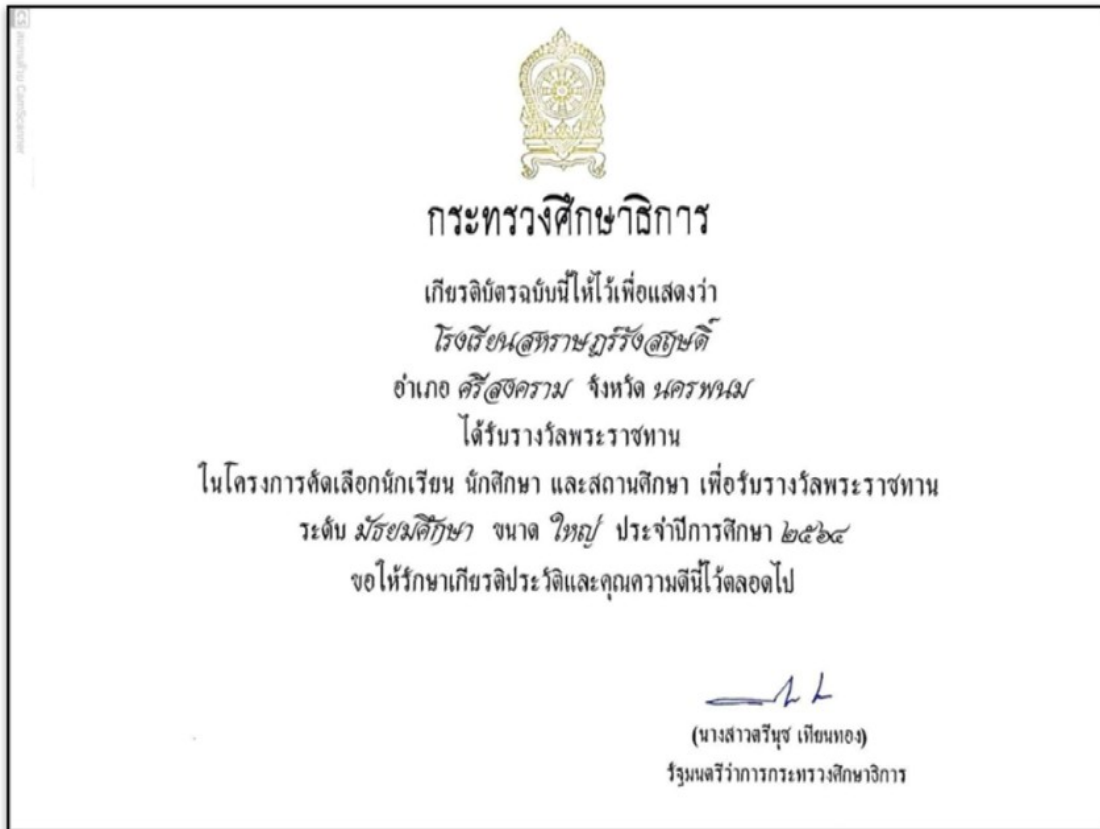 CS สแกนด้วย CamScanner
กระทรวงศึกษาธิการ
เกียรติบัตรฉบับนี้ให้ไว้เพื่อแสดงว่า
โรงเรียนสหราษฎร์รังสฤษดิ์
อำเภอ ศรีสงคราม จังหวัด นครพนม
ได้รับรางวัลพระราชทาน
ในโครงการคัดเลือกนักเรียน นักศึกษา และสถานศึกษา เพื่อรับรางวัลพระราชทาน
ระดับ มัธยมศึกษา ขนาด ใหญ่ ประจำปีการศึกษา ๒๕๖๔
ขอให้รักษาเกียรติประวัติและคุณความดีนี้ไว้ตลอดไป
(นางสาวตรีนุช เทียนทอง)
รัฐมนตรีว่าการกระทรวงศึกษาธิการ